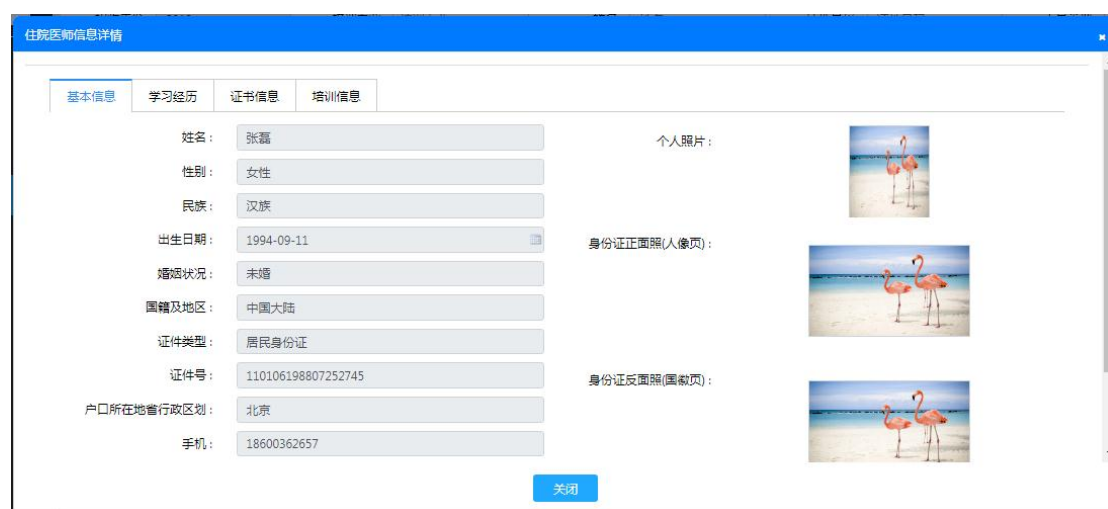 住院医师信息详情
基本信息 学习经历 证书信息 培训信息
姓名： 张磊 个人照片：
性别： 女性
民族： 汉族
出生日期： 1994-09-11 身份证正面照(人像页)：
婚姻状况： 未婚
国籍及地区： 中国大陆
证件类型： 居民身份证
证件号： 110106198807252745 身份证反面照(国徽页)：
户口所在地省行政区划： 北京
手机： 18600362657
关闭